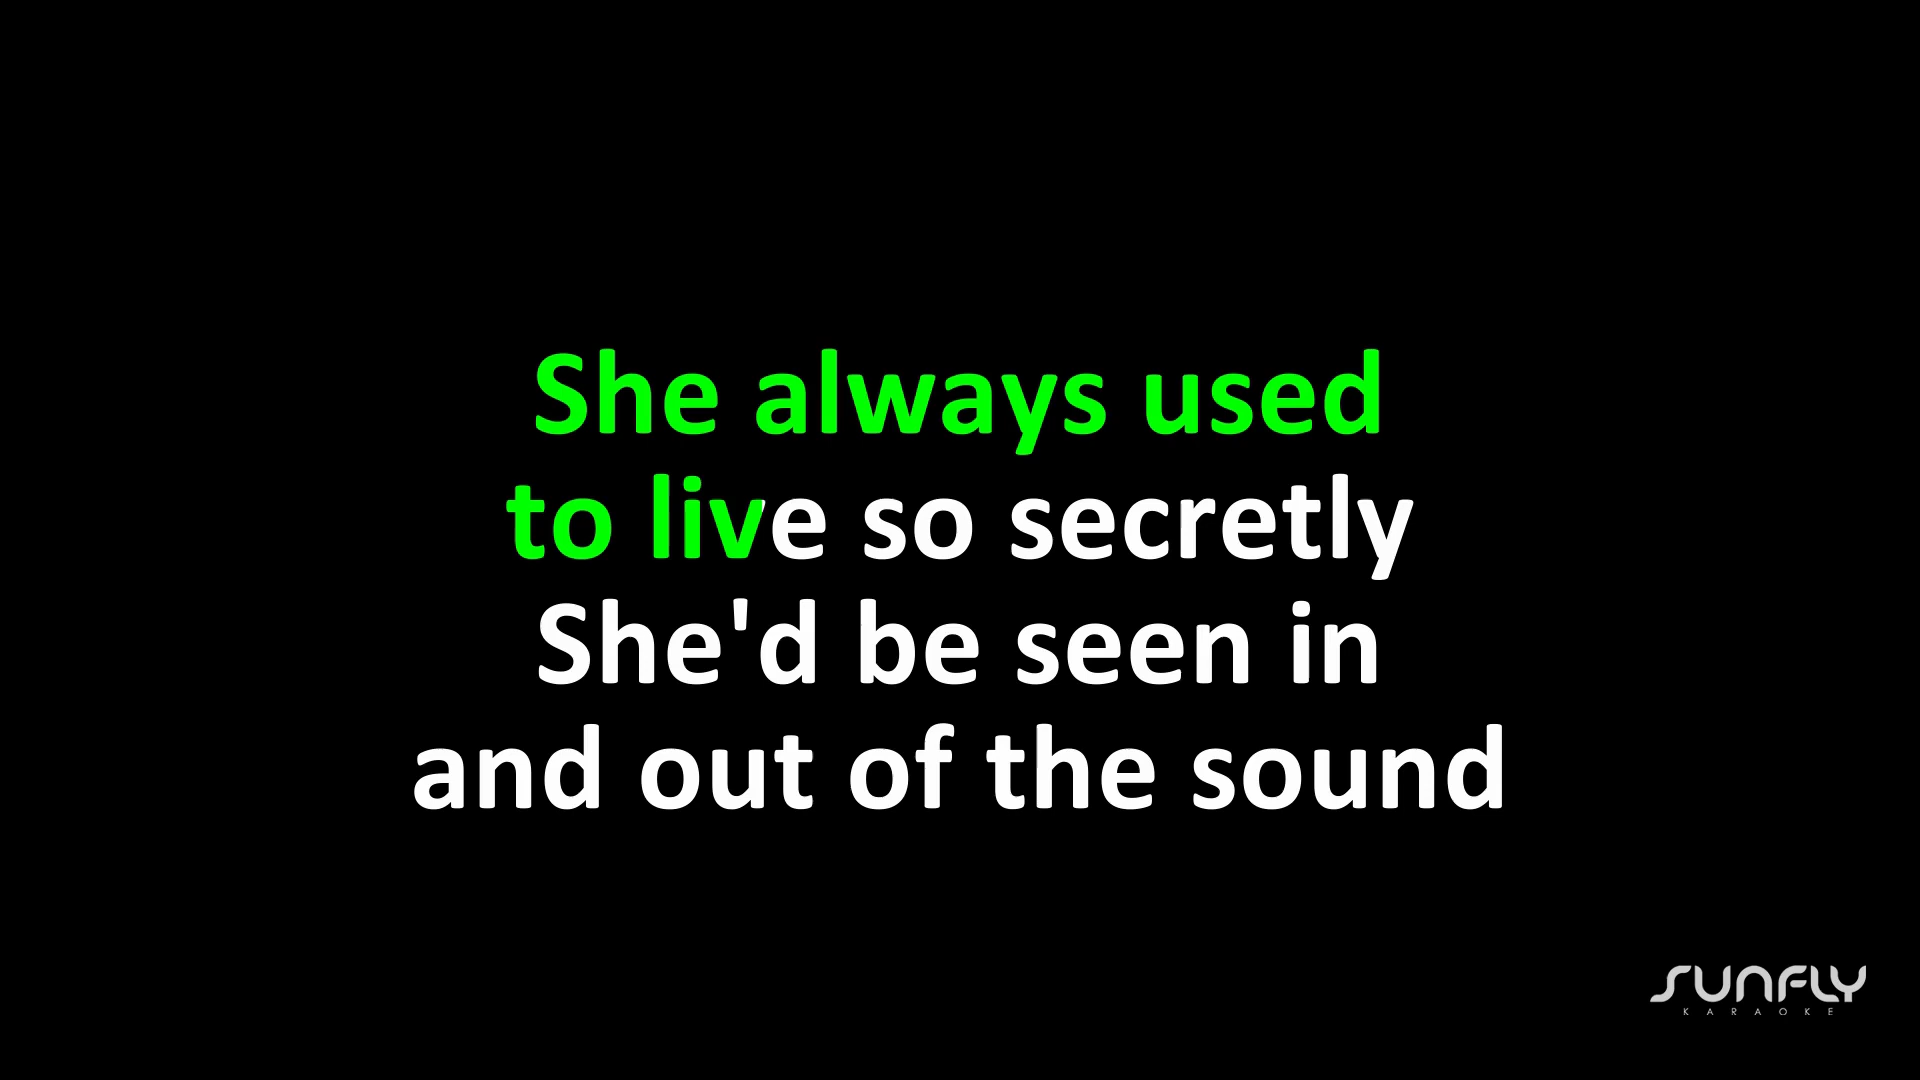 She always used
to live so secretly
She'd be seen in
and out of the sound
SUNFLY
KARAOKE